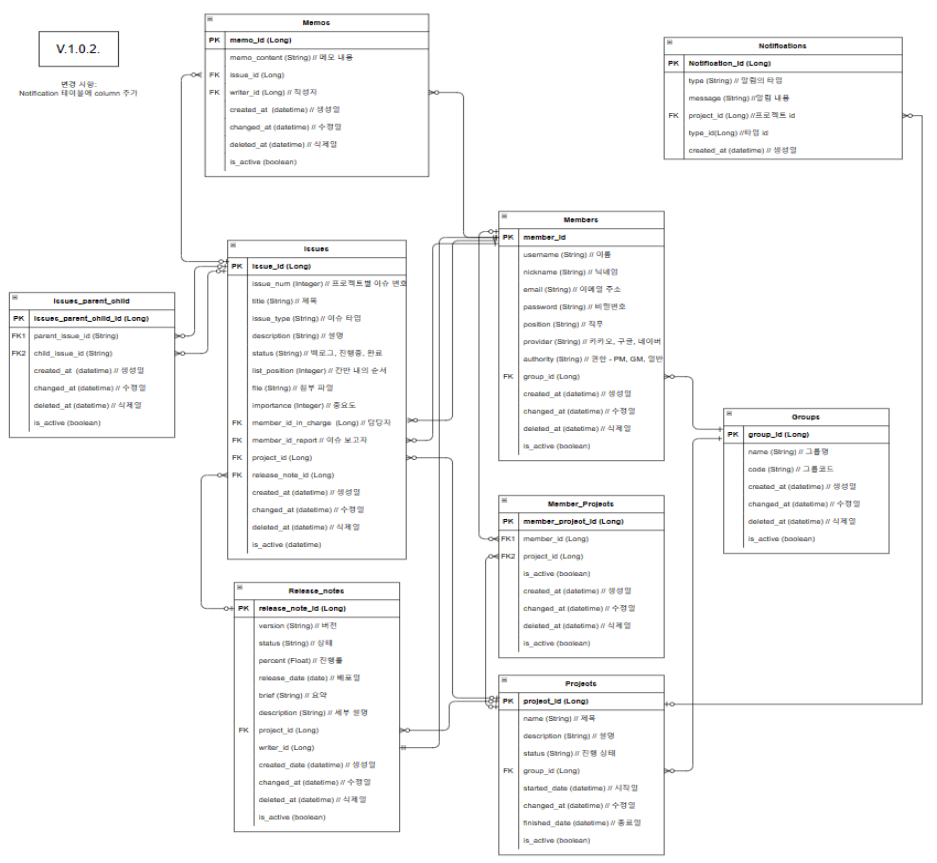 V.1.0.2.
변경 사항:
Notification 테이블에 column 추가
Memos
PK memo_id (Long)
memo_content (String) // 메모 내용
FK issue_id (Long)
FK writer_id (Long) // 작성자
created_at (datetime) // 생성일
changed_at (datetime) // 수정일
deleted_at (datetime) // 삭제일
is_active (boolean)
Notifications
PK Notification_id (Long)
type (String) // 알림의 타입
message (String) //알림 내용
FK project_id (Long) //프로젝트 id
type_id(Long) //타입 id
created_at (datetime) // 생성일
Issues
PK issue_id (Long)
issue_num (Integer) // 프로젝트별 이슈 번호
title (String) // 제목
issue_type (String) // 이슈 타입
description (String) // 설명
status (String) // 백로그, 진행중, 완료
list_position (Integer) // 칸반 내의 순서
file (String) // 첨부 파일
importance (Integer) // 중요도
FK member_id_in_charge (Long) // 담당자
FK member_id_report // 이슈 보고자
FK project_id (Long)
FK release_note_id (Long)
created_at (datetime) // 생성일
changed_at (datetime) // 수정일
deleted_at (datetime) // 삭제일
is_active (datetime)
Members
PK member_id
username (String) // 이름
nickname (String) // 닉네임
email (String) // 이메일 주소
password (String) // 비밀번호
position (String) // 직무
provider (String) // 카카오, 구글, 네이버
authority (String) // 권한 - PM, GM, 일반
FK group_id (Long)
created_at (datetime) // 생성일
changed_at (datetime) // 수정일
deleted_at (datetime) // 삭제일
is_active (boolean)
Issues_parent_child
PK Issues_parent_child_id (Long)
FK1 parent_issue_id (String)
FK2 child_issue_id (String)
created_at (datetime) // 생성일
changed_at (datetime) // 수정일
deleted_at (datetime) // 삭제일
is_active (boolean)
Groups
PK group_id (Long)
name (String) // 그룹명
code (String) // 그룹코드
created_at (datetime) // 생성일
changed_at (datetime) // 수정일
deleted_at (datetime) // 삭제일
is_active (boolean)
Member_Projects
PK member_project_id (Long)
FK1 member_id (Long)
FK2 project_id (Long)
is_active (boolean)
created_at (datetime) // 생성일
changed_at (datetime) // 수정일
deleted_at (datetime) // 삭제일
is_active (boolean)
Release_notes
PK release_note_id (Long)
version (String) // 버전
status (String) // 상태
percent (Float) // 진행률
release_date (date) // 배포일
brief (String) // 요약
description (String) // 세부 설명
FK project_id (Long)
writer_id (Long)
created_date (datetime) // 생성일
changed_at (datetime) // 수정일
deleted_at (datetime) // 삭제일
is_active (boolean)
Projects
PK project_id (Long)
name (String) // 제목
description (String) // 설명
status (String) // 진행 상태
FK group_id (Long)
started_date (datetime) // 시작일
changed_at (datetime) // 수정일
finished_date (datetime) // 종료일
is_active (boolean)